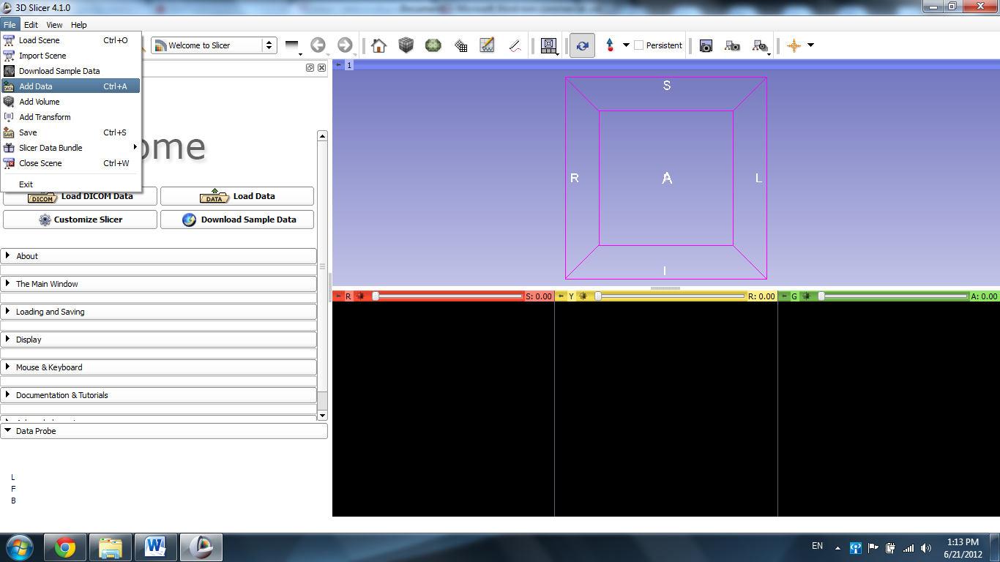 3D Slicer 4.1.0
File Edit View Help
Load Scene Ctrl+O
Import Scene
Download Sample Data
Add Data Ctrl+A
Add Volume
Add Transform
Save Ctrl+S
Slicer Data Bundle
Close Scene Ctrl+W
Exit
Welcome to Slicer
Persistent
ome
DICOM Load DICOM Data
DATA Load Data
Customize Slicer
Download Sample Data
About
The Main Window
Loading and Saving
Display
Mouse & Keyboard
Documentation & Tutorials
Data Probe
L
F
B
1
S
R A L
I
R S: 0.00
Y R: 0.00
G A: 0.00
EN
1:13 PM
6/21/2012